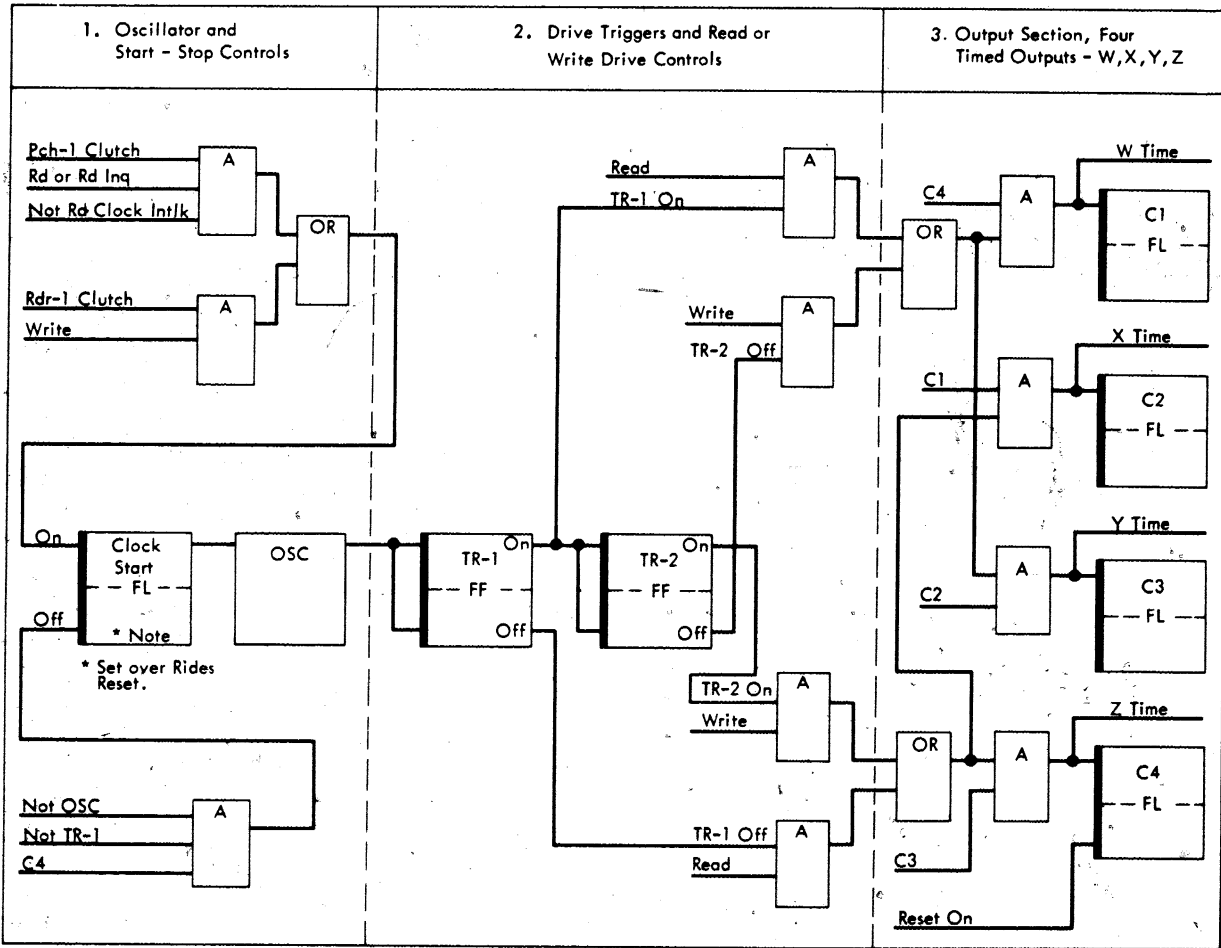 1. Oscillator and
Start - Stop Controls
2. Drive Triggers and Read or
Write Drive Controls
3. Output Section, Four
Timed Outputs - W,X,Y,Z
Pch-1 Clutch
Rd or Rd Inq
Not Rd Clock Intlk
A
OR
Rdr-1 Clutch
Write
A
On
Off
Clock
Start
FL
* Note
* Set over Rides
Reset.
OSC
Not OSC
Not TR-1
C4
A
Read
TR-1 On
A
Write
TR-2 Off
A
On
TR-1
FF
Off
On
TR-2
FF
Off
TR-2 On
Write
A
TR-1 Off
Read
A
OR
C4
A
W Time
C1
FL
C1
A
X Time
C2
FL
C2
A
Y Time
C3
FL
OR
C3
A
Z Time
C4
FL
Reset On